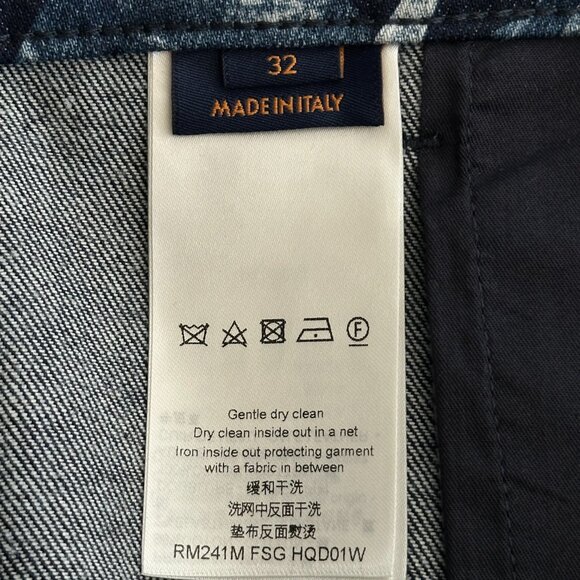 32
MADE IN ITALY
F
Gentle dry clean
Dry clean inside out in a net
Iron inside out protecting garment
with a fabric in between
缓和干洗
洗网中反面干洗
垫布反面熨烫
RM241M FSG HQD01W